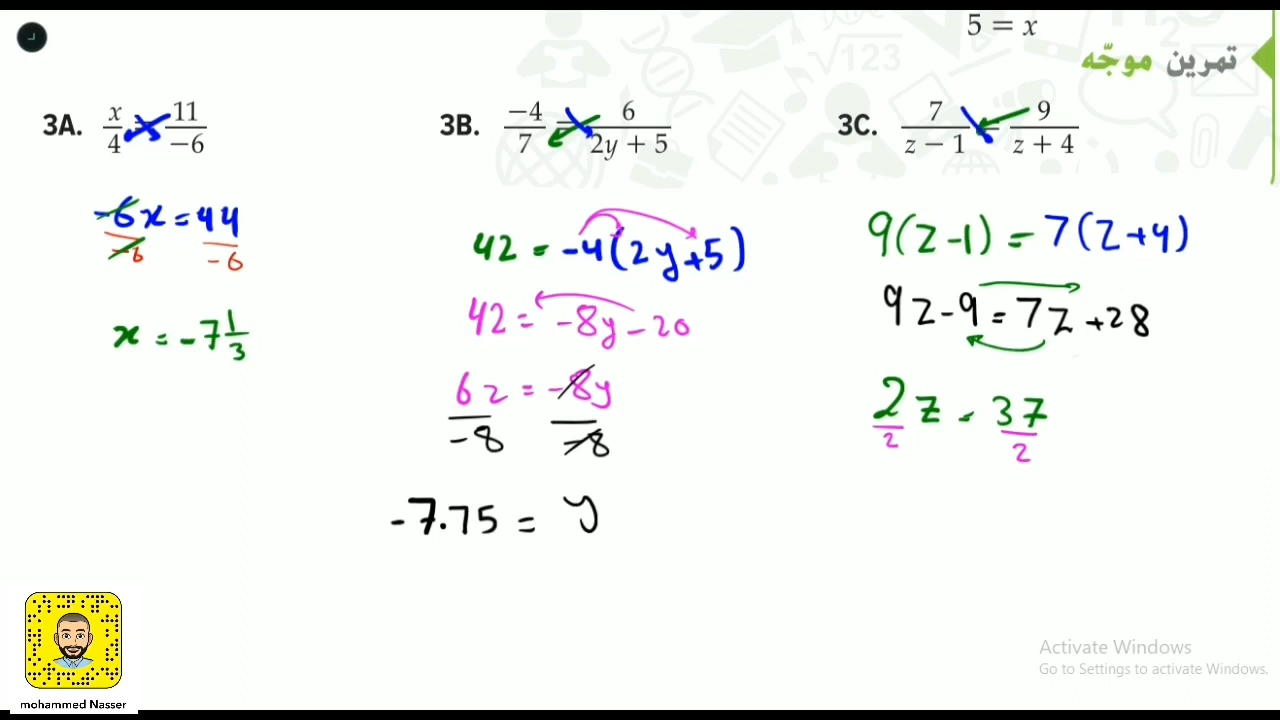 5 = x
تمرين موجّه
√123
3A. x/4 = 11/-6
-6x = 44
-6 -6
x = -7 1/3
3B. -4/7 = 6/2y + 5
42 = -4(2y+5)
42 = -8y - 20
62 = -8y
-8 -8
-7.75 = y
3C. 7/z - 1 = 9/z + 4
9(z-1) = 7(z+4)
9z-9 = 7z +28
2z = 37
2 2
mohammed Nasser
Activate Windows
Go to Settings to activate Windows.